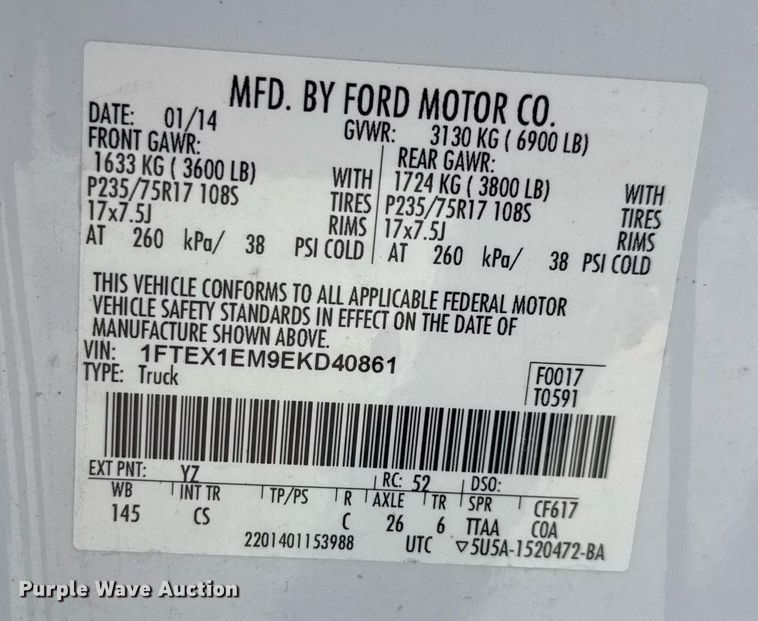 MFD. BY FORD MOTOR CO.
DATE: 01/14
GVWR: 3130 KG ( 6900 LB)
FRONT GAWR:
1633 KG ( 3600 LB) WITH
P235/75R17 108S TIRES
17x7.5J RIMS
AT 260 kPa/ 38 PSI COLD
REAR GAWR:
1724 KG ( 3800 LB) WITH
P235/75R17 108S TIRES
17x7.5J RIMS
AT 260 kPa/ 38 PSI COLD
THIS VEHICLE CONFORMS TO ALL APPLICABLE FEDERAL MOTOR
VEHICLE SAFETY STANDARDS IN EFFECT ON THE DATE OF
MANUFACTURE SHOWN ABOVE.
VIN: 1FTEX1EM9EKD40861
TYPE: Truck
F0017
T0591
EXT PNT: YZ RC: 52 DSO:
WB INT TR TP/PS R AXLE TR SPR CF617
145 CS C 26 6 TTAA COA
2201401153988 UTC ▽5U5A-1520472-BA
Purple Wave Auction